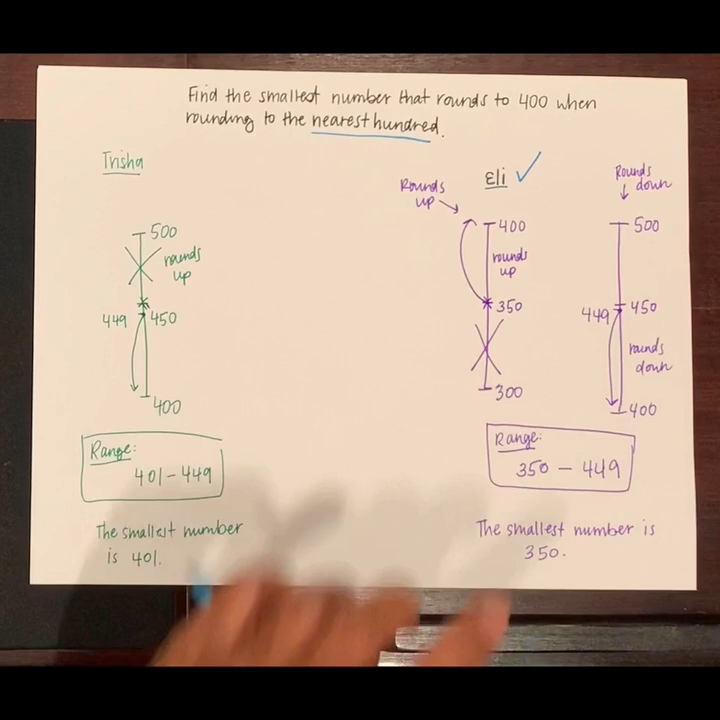 Find the smallest number that rounds to 400 when
rounding to the nearest hundred.
Trisha
500
rounds
up
449
450
400
Range:
401 - 449
The smallest number
is 401.
Eli
Rounds
up
400
rounds
up
350
300
Rounds
down
500
449
450
rounds
down
400
Range:
350 - 449
The smallest number is
350.